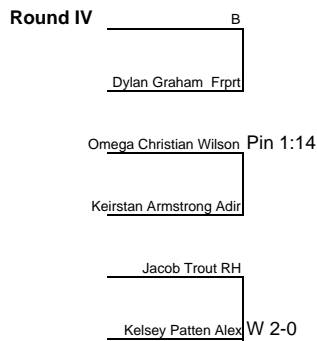 Round IV B
Dylan Graham Frprt
Omega Christian Wilson Pin 1:14
Keirstan Armstrong Adir
Jacob Trout RH
Kelsey Patten Alex W 2-0